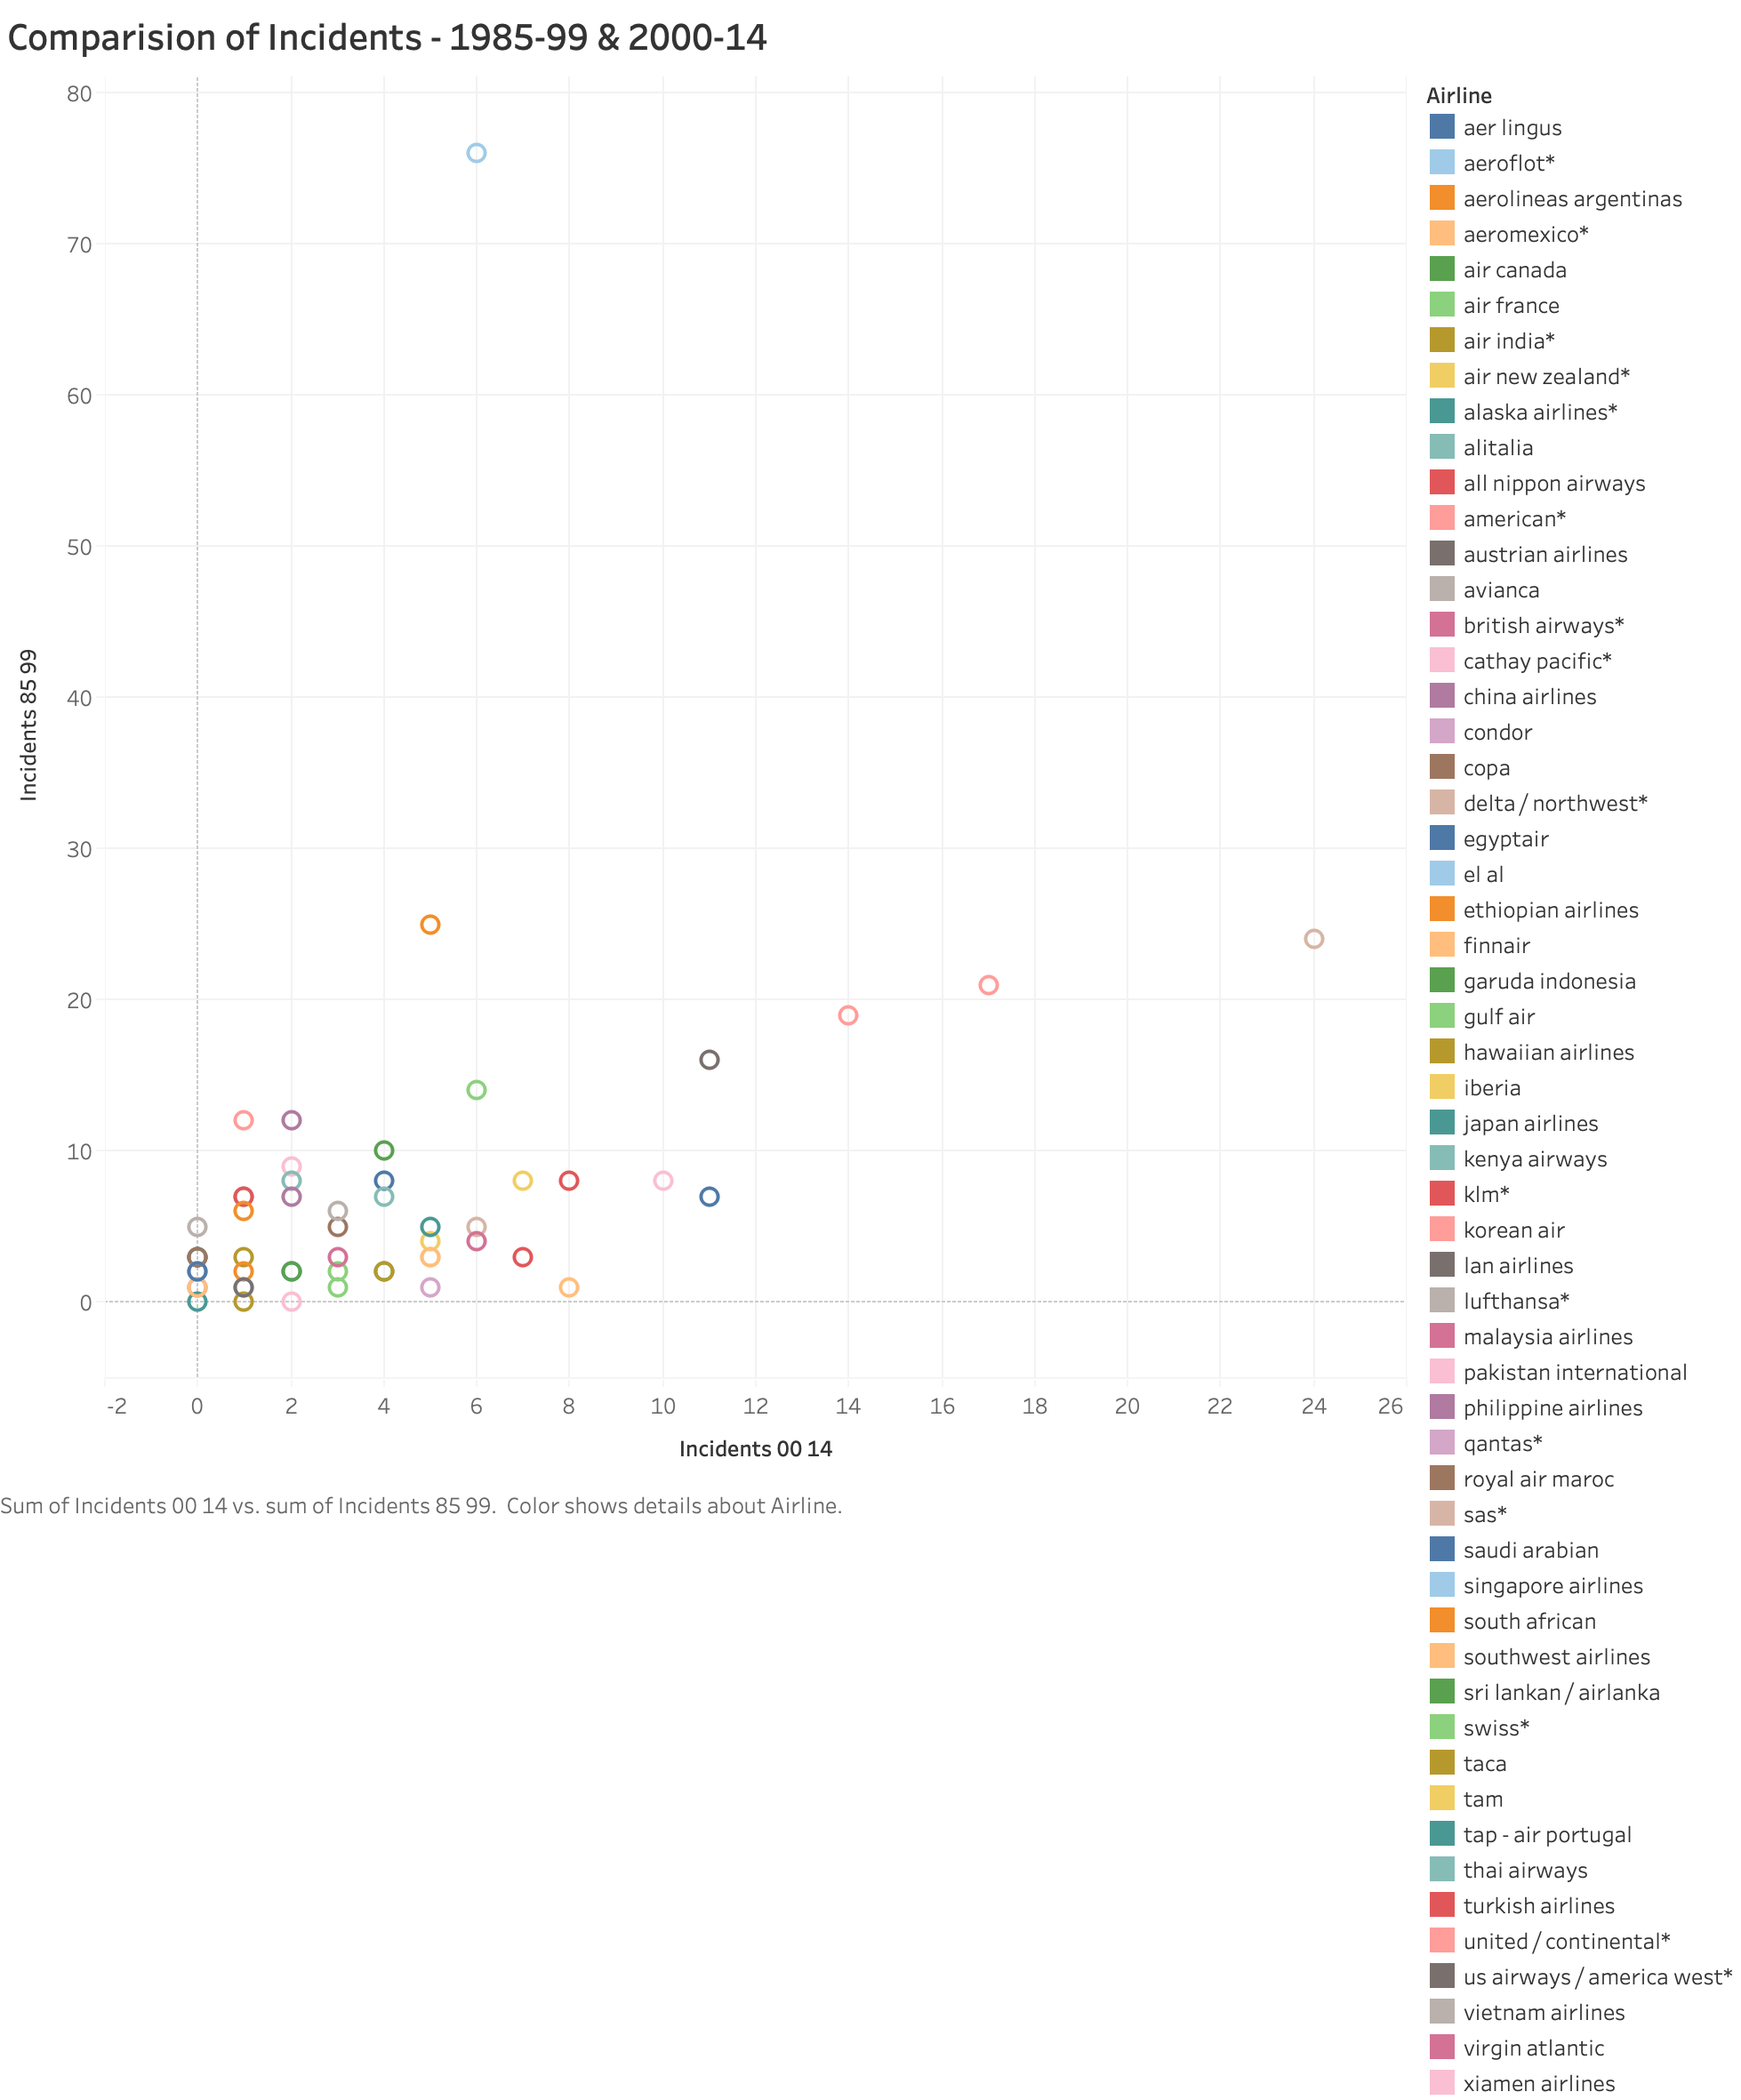 Comparision of Incidents - 1985-99 & 2000-14
80
70
60
50
40
30
20
10
0
Incidents 85 99
-2 0 2 4 6 8 10 12 14 16 18 20 22 24 26
Incidents 00 14
Sum of Incidents 00 14 vs. sum of Incidents 85 99. Color shows details about Airline.
Airline
aer lingus
aeroflot*
aerolineas argentinas
aeromexico*
air canada
air france
air india*
air new zealand*
alaska airlines*
alitalia
all nippon airways
american*
austrian airlines
avianca
british airways*
cathay pacific*
china airlines
condor
copa
delta / northwest*
egyptair
el al
ethiopian airlines
finnair
garuda indonesia
gulf air
hawaiian airlines
iberia
japan airlines
kenya airways
klm*
korean air
lan airlines
lufthansa*
malaysia airlines
pakistan international
philippine airlines
qantas*
royal air maroc
sas*
saudi arabian
singapore airlines
south african
southwest airlines
sri lankan / airlanka
swiss*
taca
tam
tap - air portugal
thai airways
turkish airlines
united / continental*
us airways / america west*
vietnam airlines
virgin atlantic
xiamen airlines